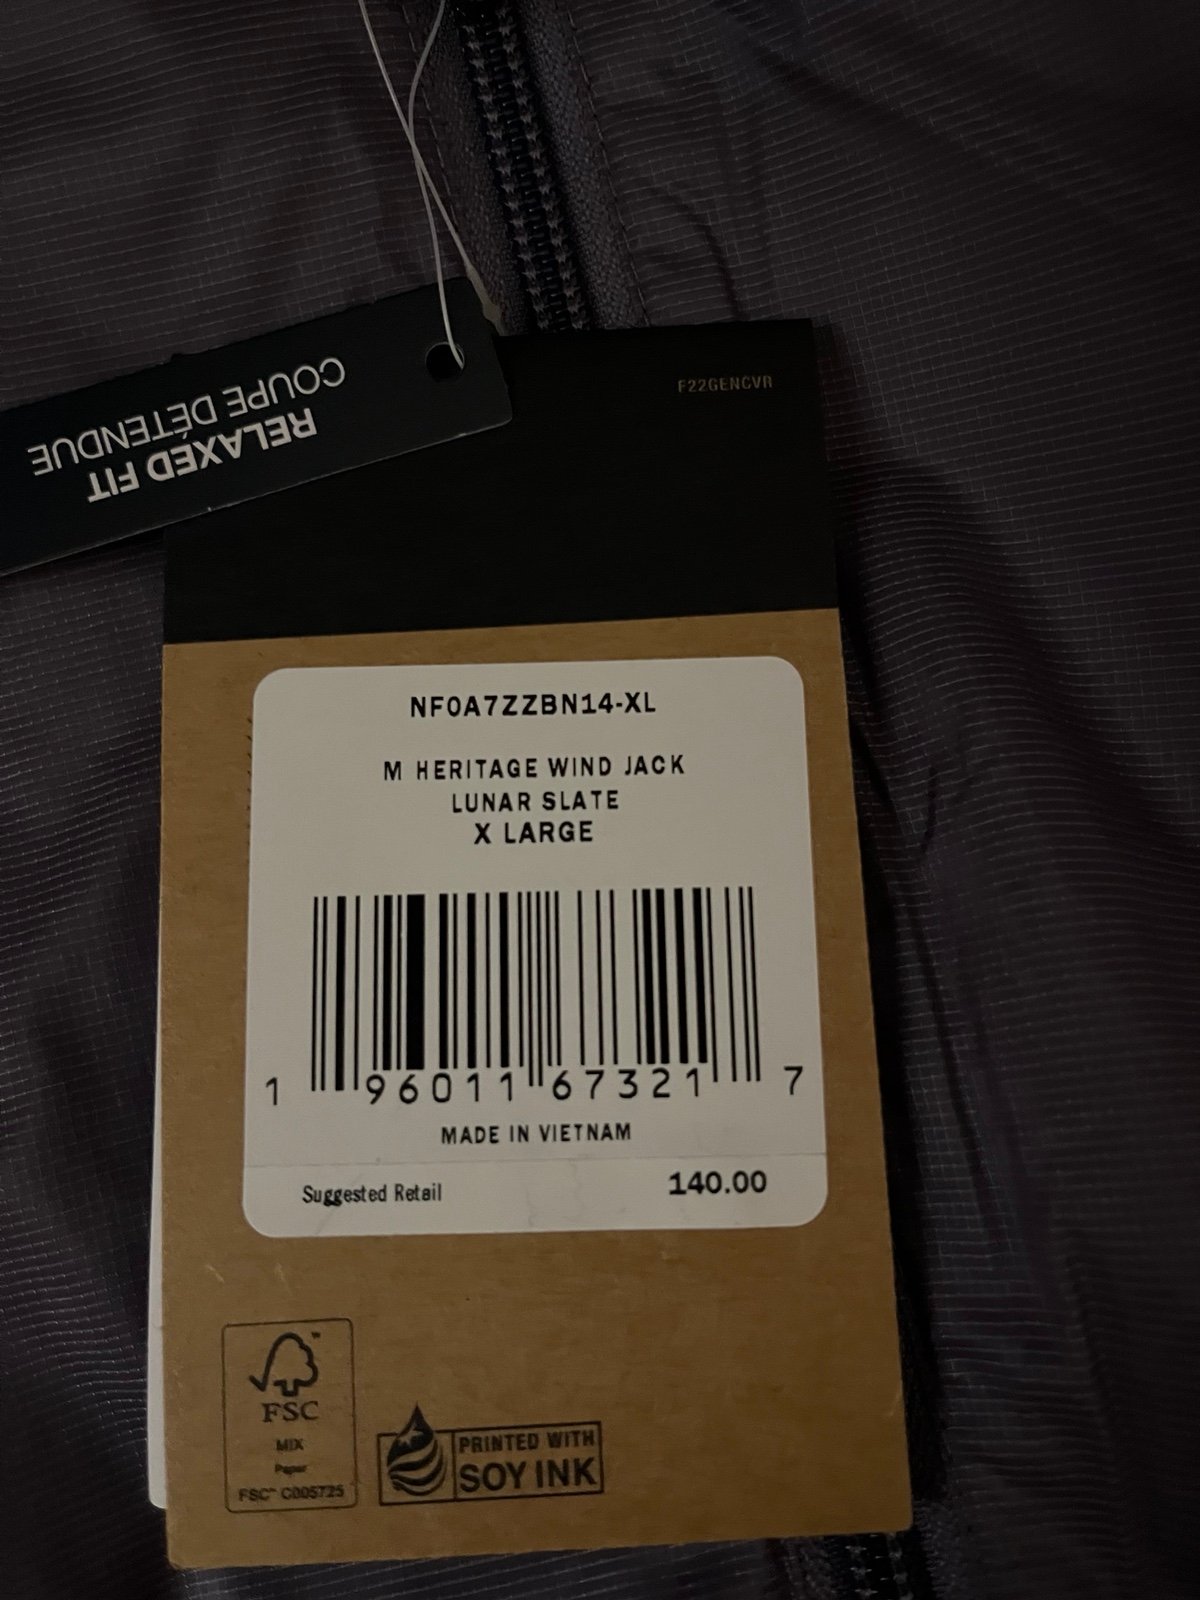 RELAXED FIT
COUPE DÉTENDUE
F22GENCVR
NF0A7ZZBN14-XL
M HERITAGE WIND JACK
LUNAR SLATE
X LARGE
1 96011 67321 7
MADE IN VIETNAM
Suggested Retail 140.00
FSC
MIX
Paper
FSC™ C005725
PRINTED WITH
SOY INK